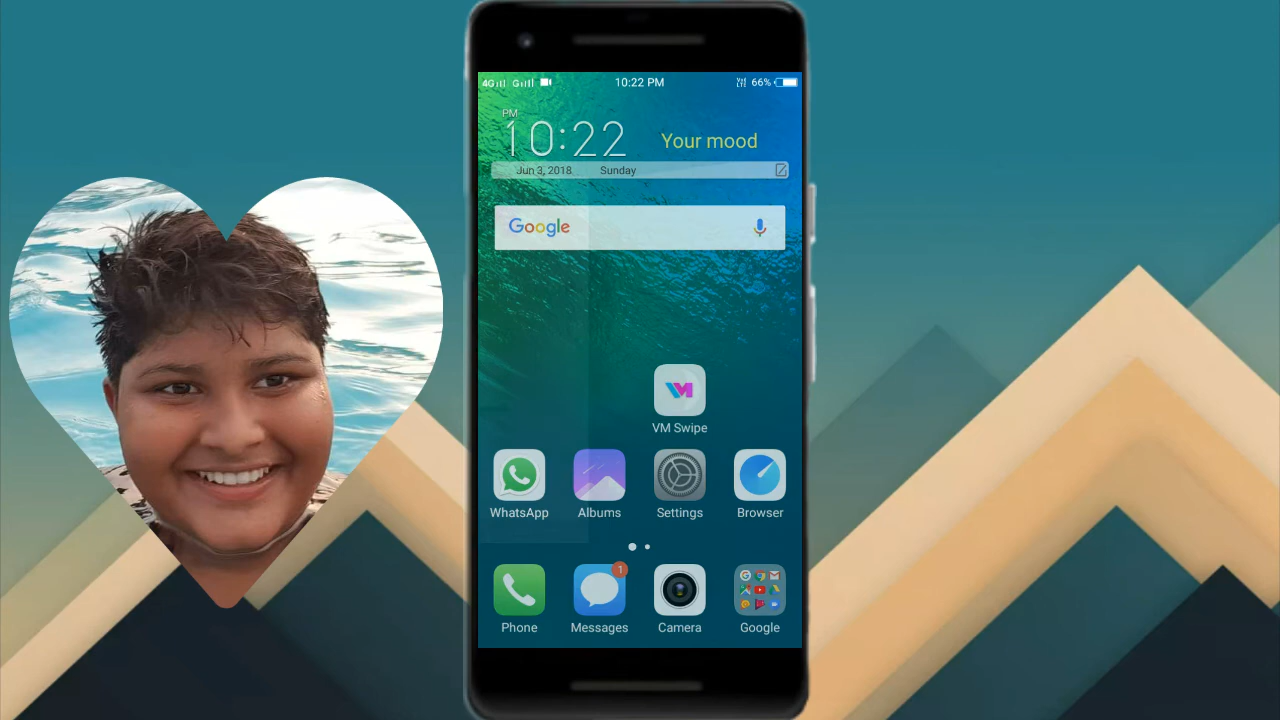 4G G 10:22 PM 66%
PM
10:22 Your mood
Jun 3, 2018 Sunday
Google
VM
VM Swipe
WhatsApp Albums Settings Browser
1
Phone Messages Camera Google